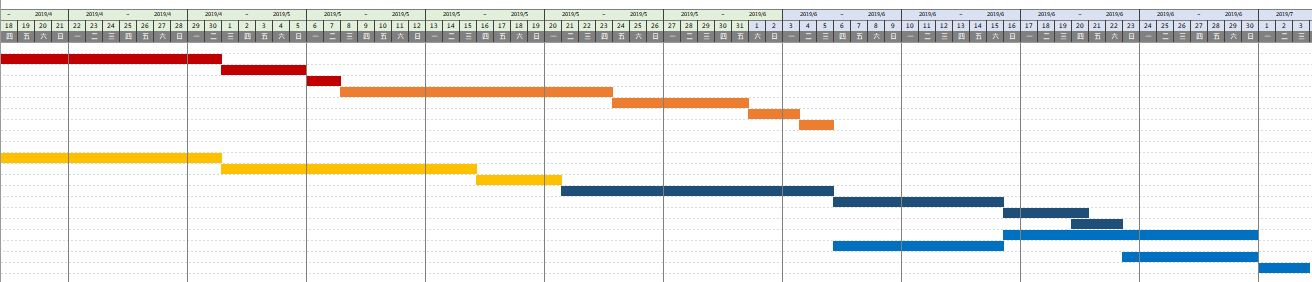 – 2019/4 2019/4 – 2019/4 2019/4 – 2019/5 2019/5 – 2019/5 2019/5 – 2019/5 2019/5 – 2019/5 2019/5 – 2019/6 2019/6 – 2019/6 2019/6 – 2019/6 2019/6 – 2019/6 2019/6 – 2019/6 2019/7
18 19 20 21 22 23 24 25 26 27 28 29 30 1 2 3 4 5 6 7 8 9 10 11 12 13 14 15 16 17 18 19 20 21 22 23 24 25 26 27 28 29 30 31 1 2 3 4 5 6 7 8 9 10 11 12 13 14 15 16 17 18 19 20 21 22 23 24 25 26 27 28 29 30 1 2 3
四 五 六 日 一 二 三 四 五 六 日 一 二 三 四 五 六 日 一 二 三 四 五 六 日 一 二 三 四 五 六 日 一 二 三 四 五 六 日 一 二 三 四 五 六 日 一 二 三 四 五 六 日 一 二 三 四 五 六 日 一 二 三 四 五 六 日 一 二 三 四 五 六 日 一 二 三